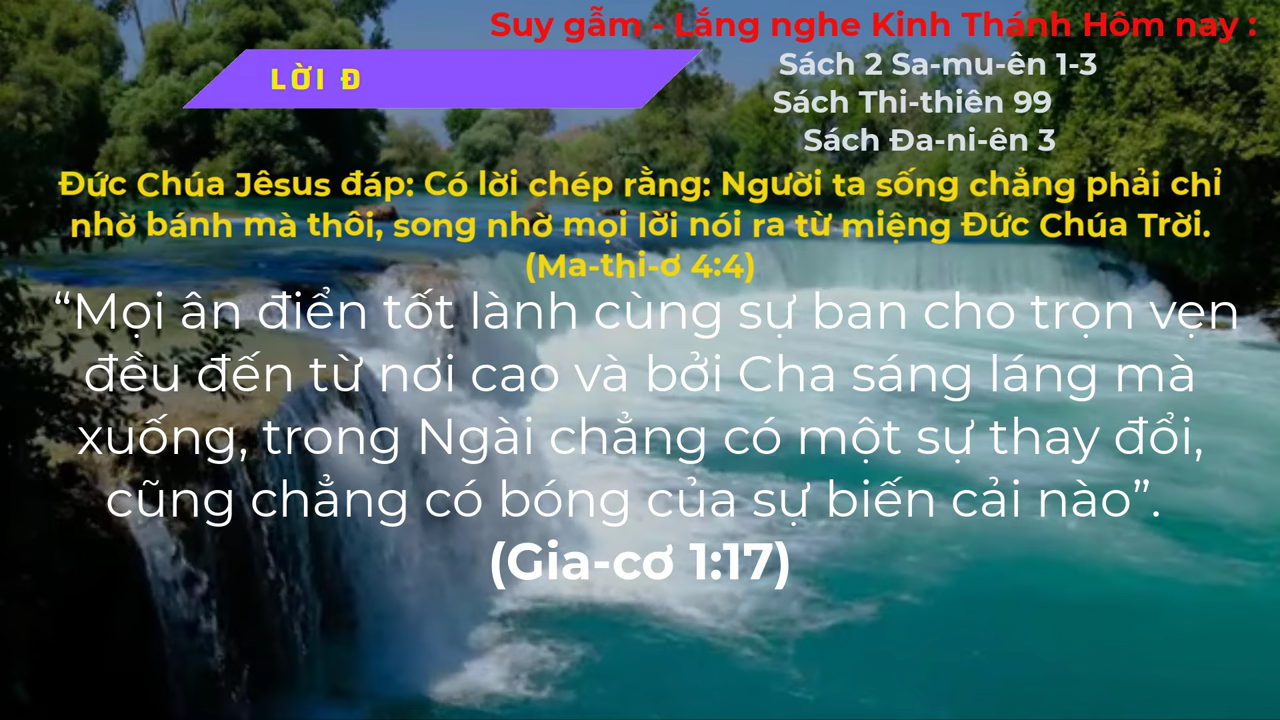 Suy gẫm - Lắng nghe Kinh Thánh Hôm nay :
LỜI Đ
Sách 2 Sa-mu-ên 1-3
Sách Thi-thiên 99
Sách Đa-ni-ên 3
Đức Chúa Jêsus đáp: Có lời chép rằng: Người ta sống chẳng phải chỉ
nhờ bánh mà thôi, song nhờ mọi lời nói ra từ miệng Đức Chúa Trời.
(Ma-thi-ơ 4:4)
“Mọi ân điển tốt lành cùng sự ban cho trọn vẹn
đều đến từ nơi cao và bởi Cha sáng láng mà
xuống, trong Ngài chẳng có một sự thay đổi,
cũng chẳng có bóng của sự biến cải nào”.
(Gia-cơ 1:17)